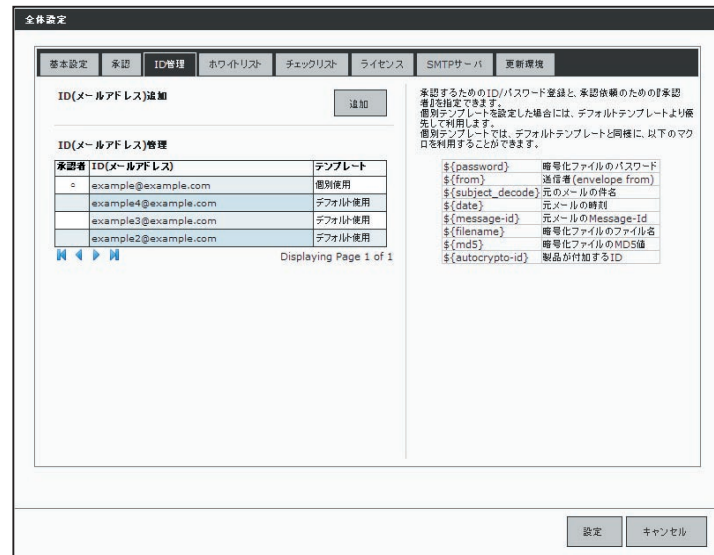 全体設定
基本設定 承認 ID管理 ホワイトリスト チェックリスト ライセンス SMTPサーバ 更新環境
ID(メールアドレス)追加
追加
ID(メールアドレス)管理
承認者 ID(メールアドレス) テンプレート
○ example@example.com 個別使用
example4@example.com デフォルト使用
example3@example.com デフォルト使用
example2@example.com デフォルト使用
Displaying Page 1 of 1
承認するためのID/パスワード登録と、承認依頼のための『承認
者』を指定できます。
個別テンプレートを設定した場合には、デフォルトテンプレートより優
先して利用します。
個別テンプレートでは、デフォルトテンプレートと同様に、以下のマク
ロを利用することができます。
${password} 暗号化ファイルのパスワード
${from} 送信者(envelope from)
${subject_decode} 元のメールの件名
${date} 元メールの時刻
${message-id} 元メールのMessage-Id
${filename} 暗号化ファイルのファイル名
${md5} 暗号化ファイルのMD5値
${autocrypto-id} 製品が付加するID
設定 キャンセル